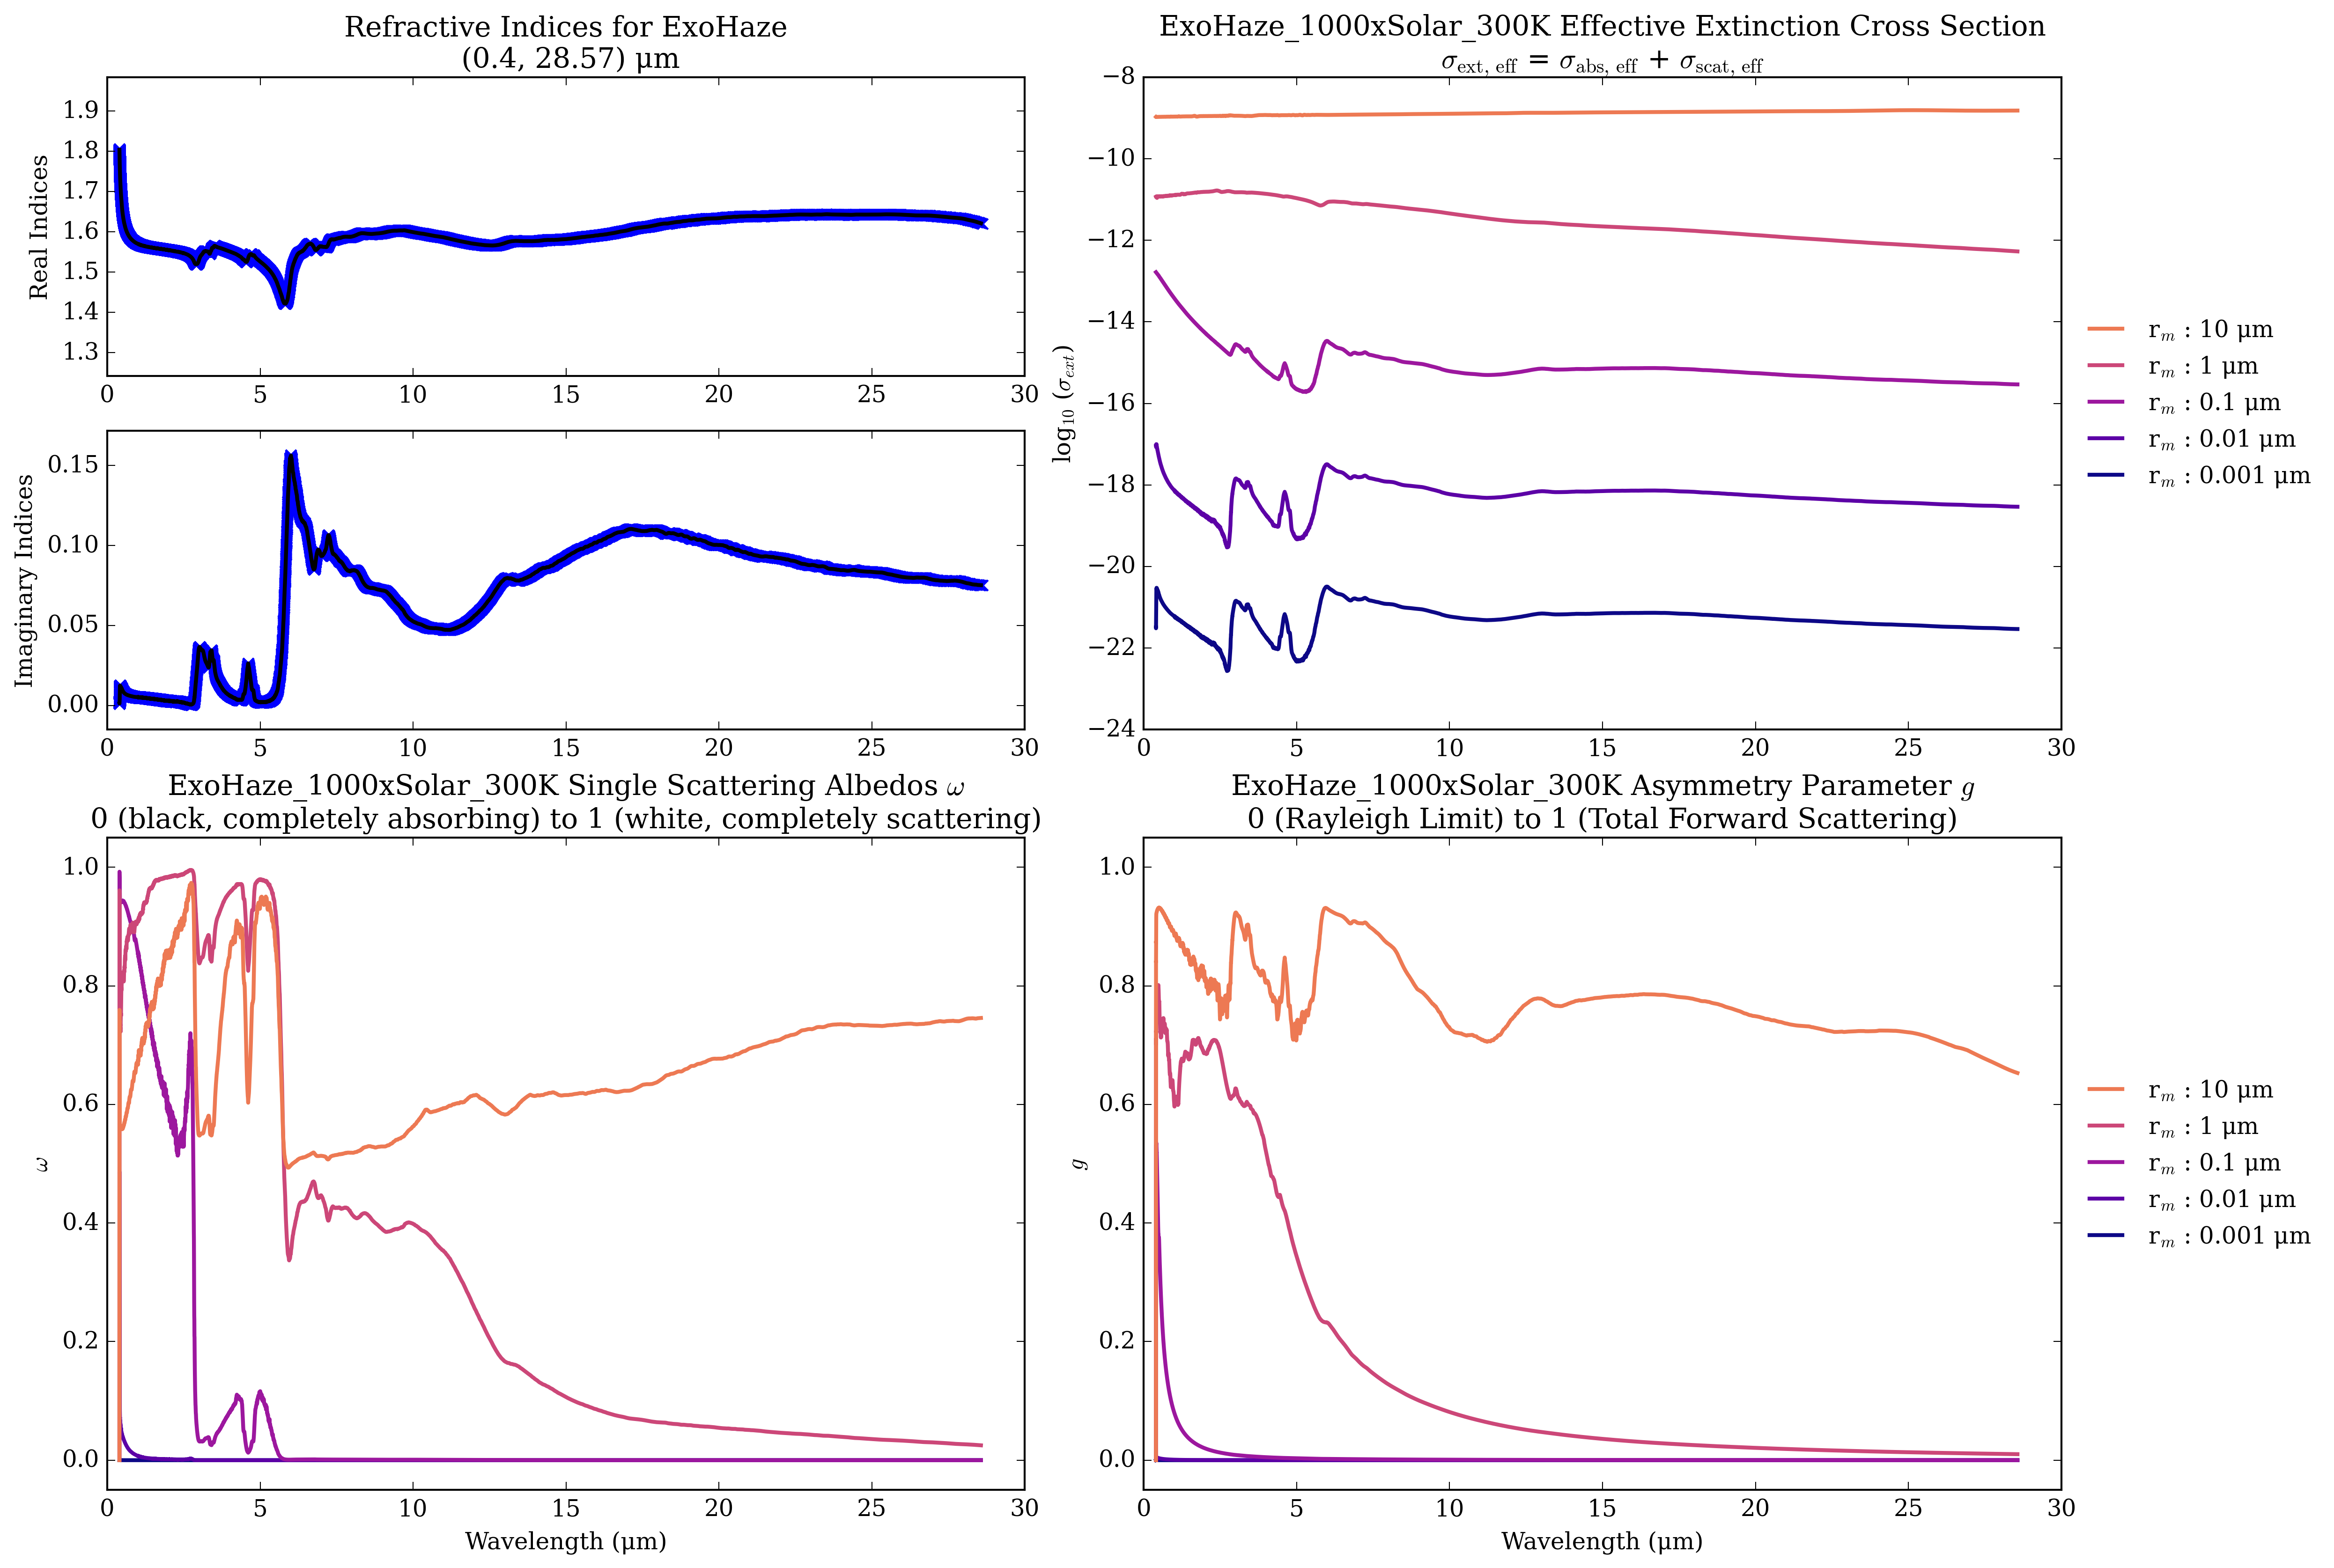 Refractive Indices for ExoHaze
(0.4, 28.57) μm
Real Indices
1.9
1.8
1.7
1.6
1.5
1.4
1.3
0 5 10 15 20 25 30
Imaginary Indices
0.15
0.10
0.05
0.00
0 5 10 15 20 25 30
ExoHaze_1000xSolar_300K Effective Extinction Cross Section
σext, eff = σabs, eff + σscat, eff
log10 (σext)
−8
−10
−12
−14
−16
−18
−20
−22
−24
0 5 10 15 20 25 30
rm : 10 μm
rm : 1 μm
rm : 0.1 μm
rm : 0.01 μm
rm : 0.001 μm
ExoHaze_1000xSolar_300K Single Scattering Albedos ω
0 (black, completely absorbing) to 1 (white, completely scattering)
ω
1.0
0.8
0.6
0.4
0.2
0.0
0 5 10 15 20 25 30
Wavelength (μm)
ExoHaze_1000xSolar_300K Asymmetry Parameter g
0 (Rayleigh Limit) to 1 (Total Forward Scattering)
g
1.0
0.8
0.6
0.4
0.2
0.0
0 5 10 15 20 25 30
Wavelength (μm)
rm : 10 μm
rm : 1 μm
rm : 0.1 μm
rm : 0.01 μm
rm : 0.001 μm